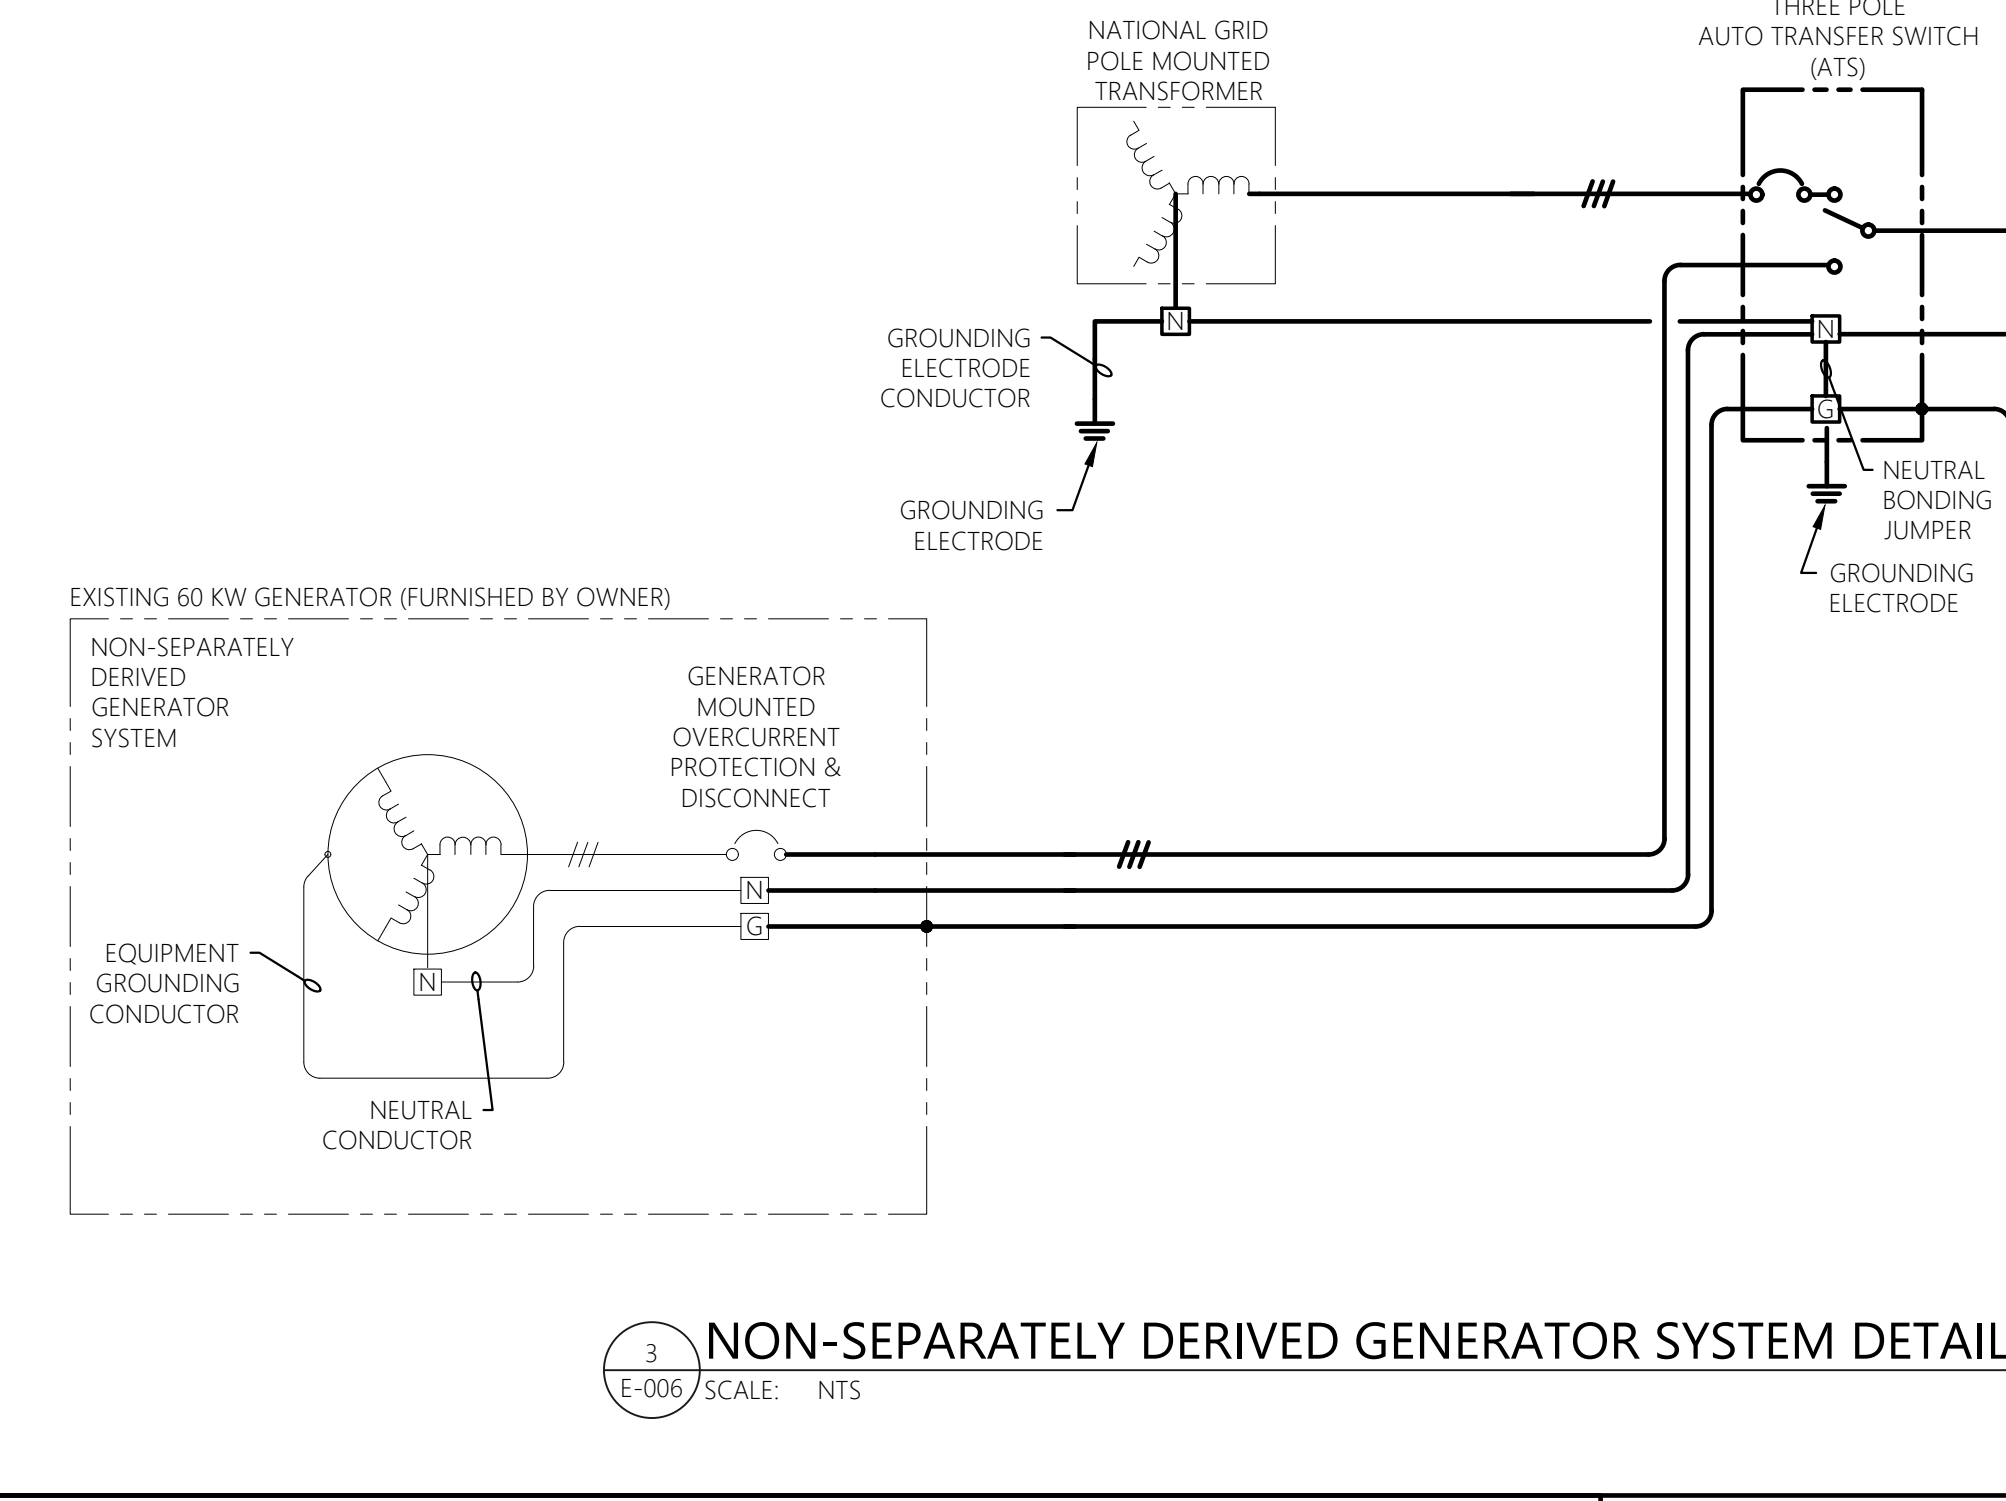 NATIONAL GRID
POLE MOUNTED
TRANSFORMER
THREE POLE
AUTO TRANSFER SWITCH
(ATS)
N
GROUNDING
ELECTRODE
CONDUCTOR
GROUNDING
ELECTRODE
N
G
NEUTRAL
BONDING
JUMPER
GROUNDING
ELECTRODE
EXISTING 60 KW GENERATOR (FURNISHED BY OWNER)
NON-SEPARATELY
DERIVED
GENERATOR
SYSTEM
GENERATOR
MOUNTED
OVERCURRENT
PROTECTION &
DISCONNECT
N
G
EQUIPMENT
GROUNDING
CONDUCTOR
N
NEUTRAL
CONDUCTOR
3
E-006
NON-SEPARATELY DERIVED GENERATOR SYSTEM DETAIL
SCALE: NTS